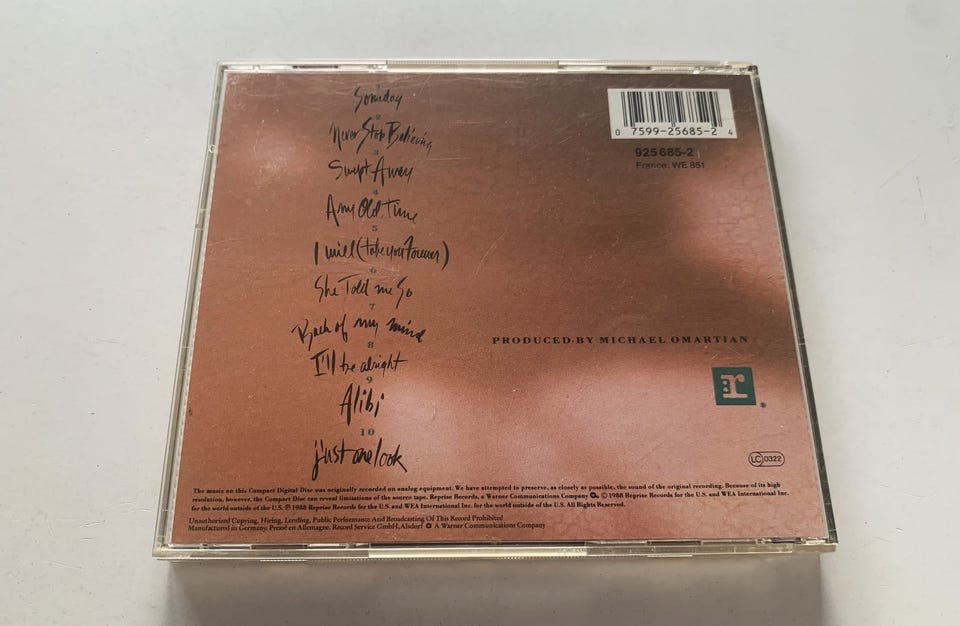 1
Someday
2
Never Stop Believing
3
Swept Away
4
Any Old Time
5
I will (take you Forever)
6
She Told me So
7
Back of my mind
8
I'll be alright
9
Alibi
10
just one look
0 7599-25685-2 4
925 685-2
France: WE 851
PRODUCED BY MICHAEL OMARTIAN
r
®
LC 0322
The music on this Compact Digital Disc was originally recorded on analog equipment. We have attempted to preserve, as closely as possible, the sound of the original recording. Because of its high
resolution, however, the Compact Disc can reveal limitations of the source tape. Reprise Records, a Warner Communications Company © 1988 Reprise Records for the U.S. and WEA International Inc.
for the world outside of the U.S. ℗ 1988 Reprise Records for the U.S. and WEA International Inc. for the world outside of the U.S. All Rights Reserved.
Unauthorized Copying, Hiring, Lending, Public Performance And Broadcasting Of This Record Prohibited
Manufactured in Germany. Pressé en Allemagne. Record Service GmbH, Alsdorf A Warner Communications Company